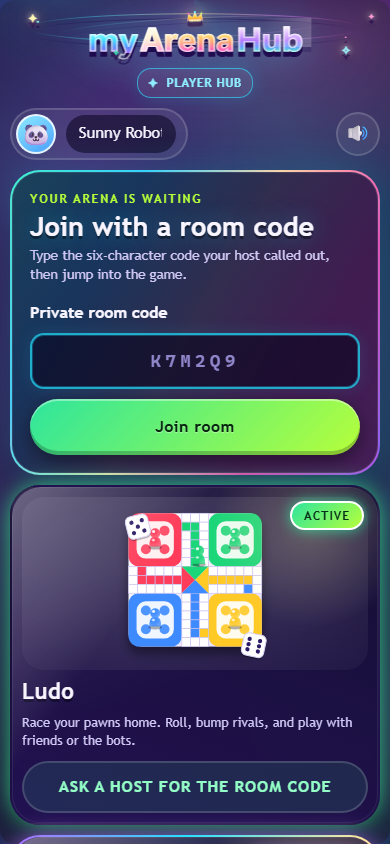 myArenaHub
PLAYER HUB
Sunny Robot
YOUR ARENA IS WAITING
Join with a room code
Type the six-character code your host called out,
then jump into the game.
Private room code
K7M2Q9
Join room
ACTIVE
Ludo
Race your pawns home. Roll, bump rivals, and play with
friends or the bots.
ASK A HOST FOR THE ROOM CODE